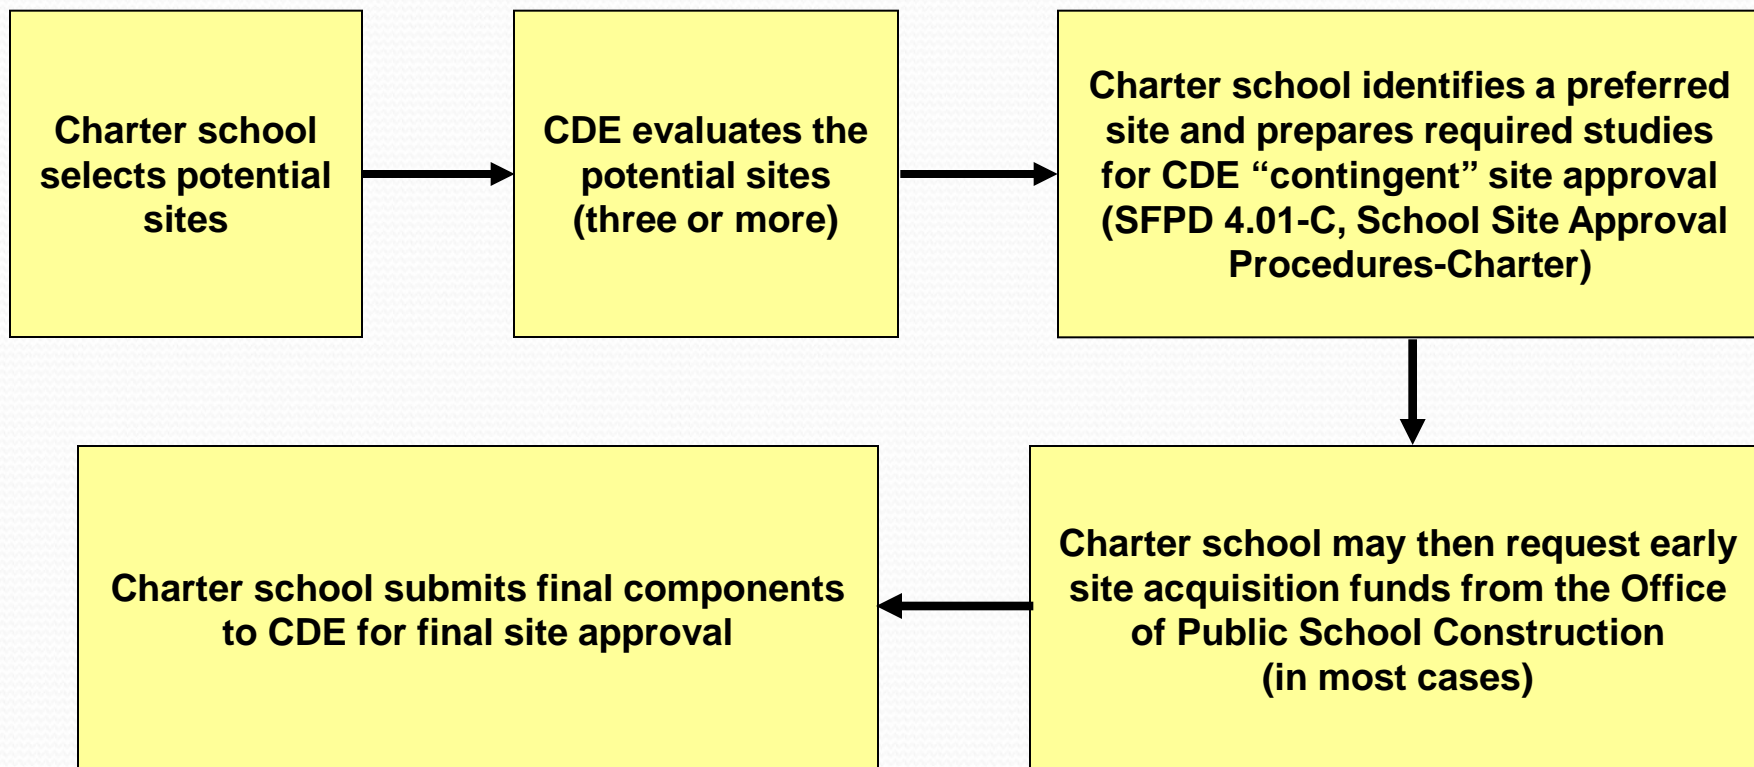 Charter school
selects potential
sites
CDE evaluates the
potential sites
(three or more)
Charter school identifies a preferred
site and prepares required studies
for CDE “contingent” site approval
(SFPD 4.01-C, School Site Approval
Procedures-Charter)
Charter school may then request early
site acquisition funds from the Office
of Public School Construction
(in most cases)
Charter school submits final components
to CDE for final site approval